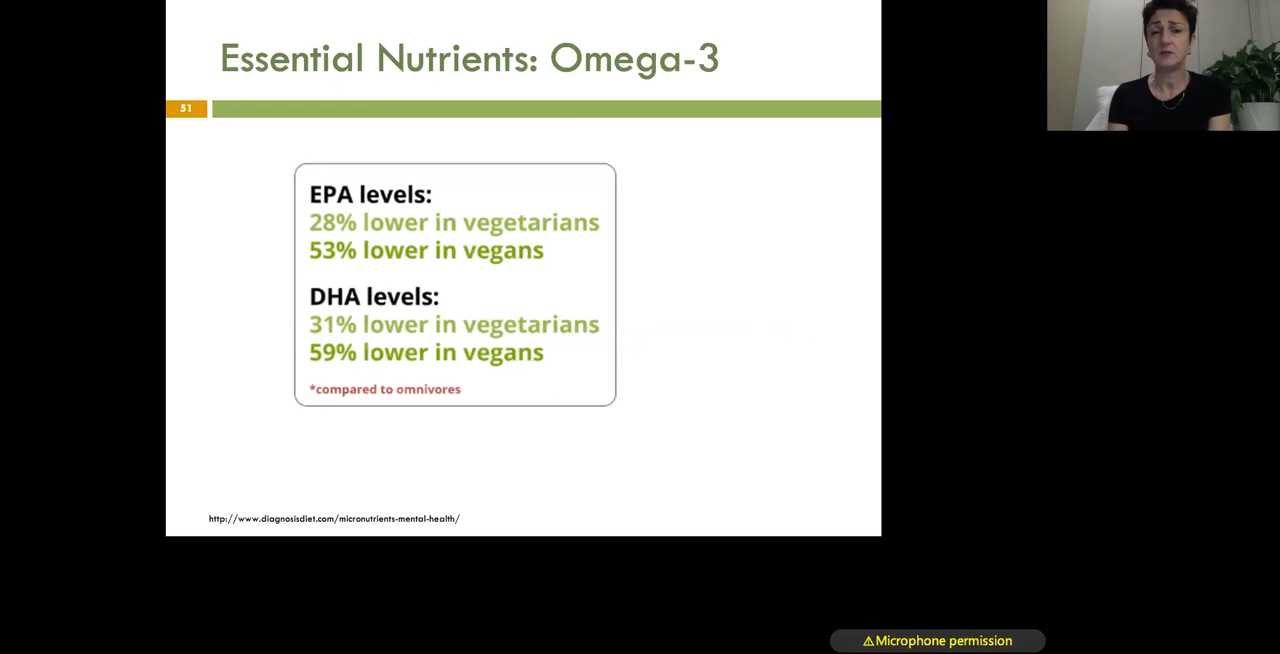 Essential Nutrients: Omega-3
51
EPA levels:
28% lower in vegetarians
53% lower in vegans
DHA levels:
31% lower in vegetarians
59% lower in vegans
*compared to omnivores
http://www.diagnosisdiet.com/micronutrients-mental-health/
⚠Microphone permission